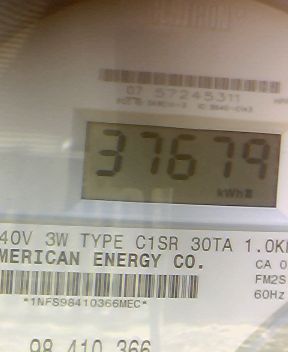 07 57245311
37679
kWh
40V 3W TYPE C1SR 30TA 1.0K
MERICAN ENERGY CO.
CA 0
FM2S
60Hz
*1NFS98410366MEC*
98 410 366